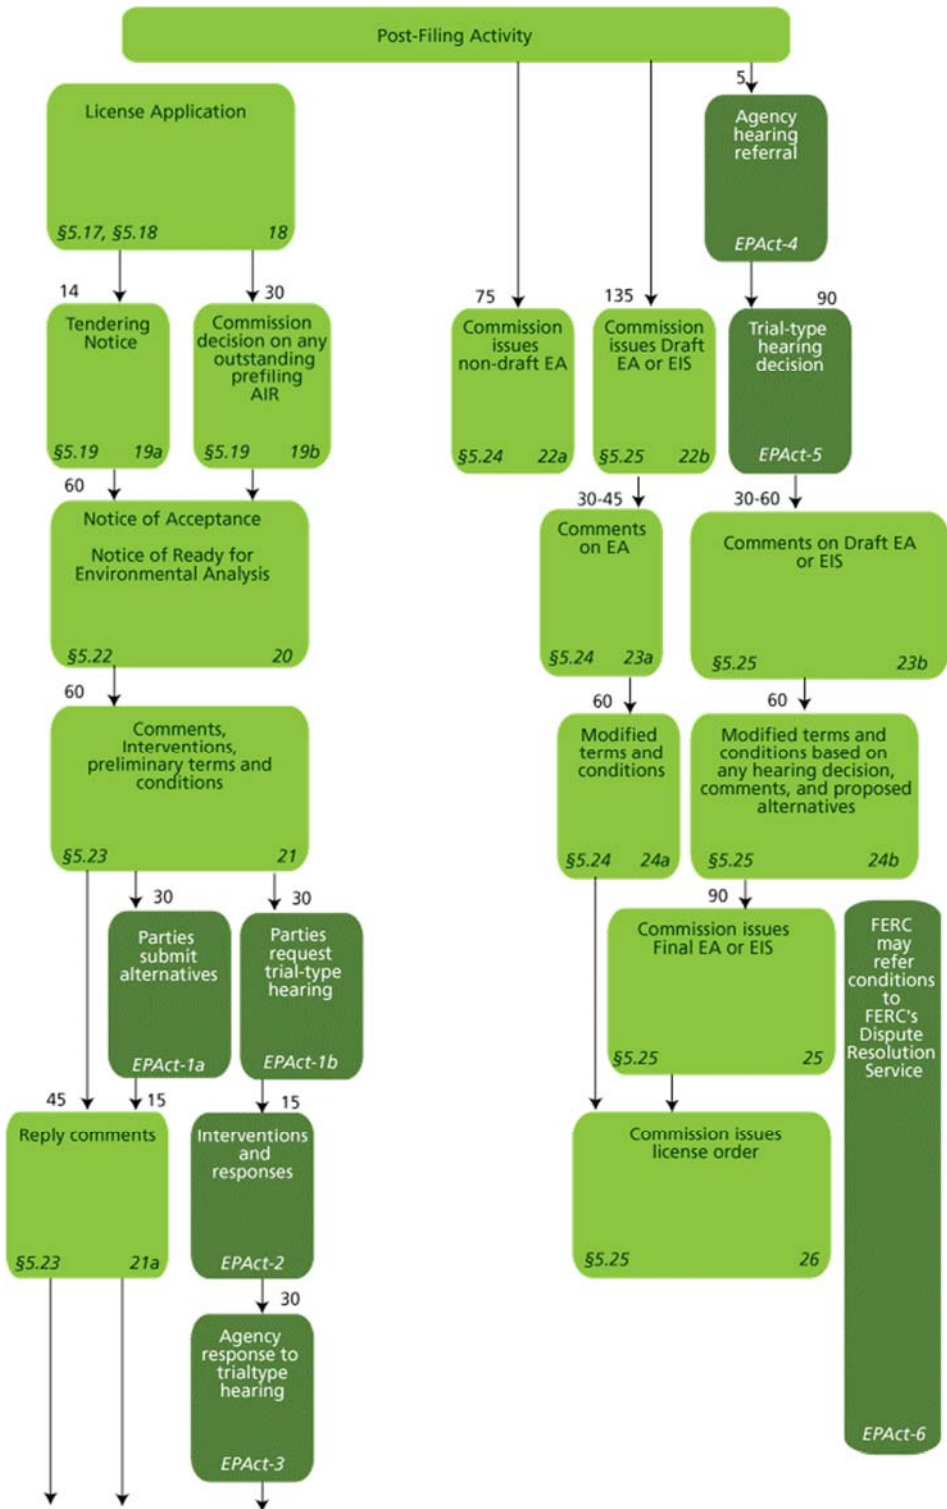 Post-Filing Activity
License Application
§5.17, §5.18 18
14
30
Tendering
Notice
§5.19 19a
Commission
decision on any
outstanding
prefiling
AIR
§5.19 19b
60
Notice of Acceptance
Notice of Ready for
Environmental Analysis
§5.22 20
60
Comments,
Interventions,
preliminary terms and
conditions
§5.23 21
30
30
Parties
submit
alternatives
EPAct-1a
Parties
request
trial-type
hearing
EPAct-1b
45
15
15
Reply comments
§5.23 21a
Interventions
and
responses
EPAct-2
30
Agency
response to
trialtype
hearing
EPAct-3
5
Agency
hearing
referral
EPAct-4
75
135
90
Commission
issues
non-draft EA
§5.24 22a
Commission
issues Draft
EA or EIS
§5.25 22b
Trial-type
hearing
decision
EPAct-5
30-45
30-60
Comments
on EA
§5.24 23a
Comments on Draft EA
or EIS
§5.25 23b
60
60
Modified
terms and
conditions
§5.24 24a
Modified terms and
conditions based on
any hearing decision,
comments, and proposed
alternatives
§5.25 24b
90
Commission issues
Final EA or EIS
§5.25 25
Commission issues
license order
§5.25 26
FERC
may
refer
conditions
to
FERC's
Dispute
Resolution
Service
EPAct-6